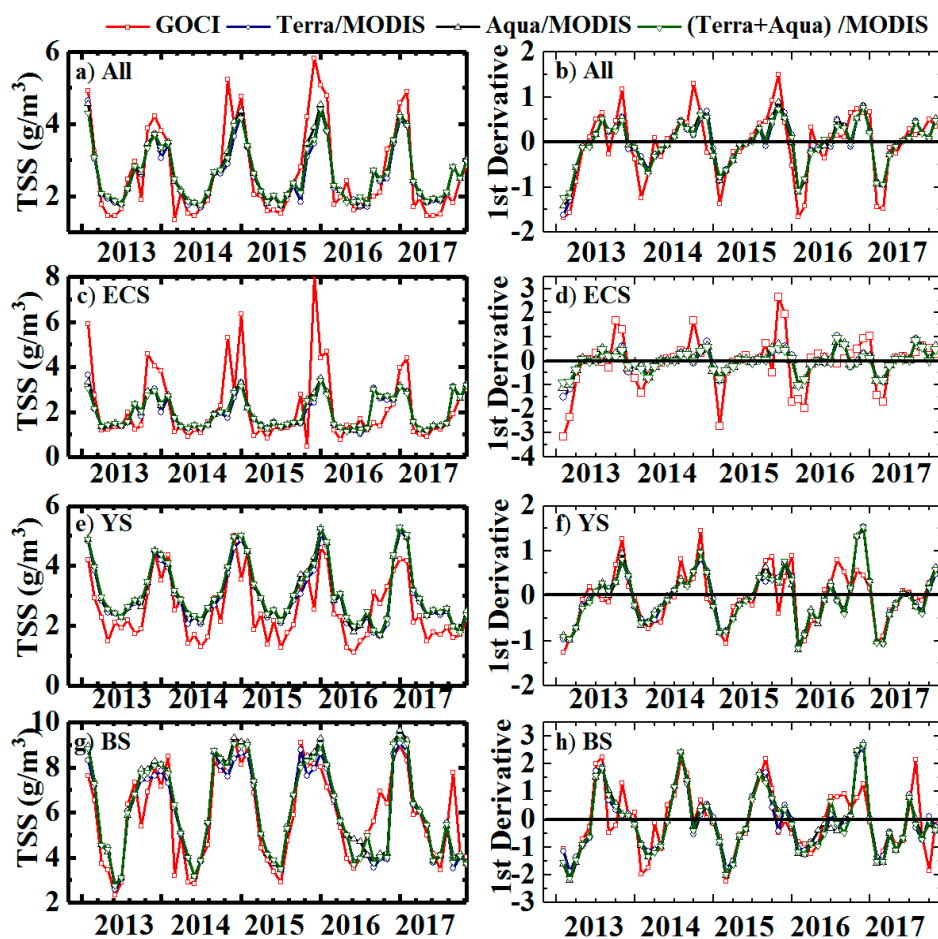 GOCI Terra/MODIS Aqua/MODIS (Terra+Aqua) /MODIS
a) All
TSS (g/m³)
6
4
2
2013 2014 2015 2016 2017
b) All
1st Derivative
2
1
0
-1
-2
2013 2014 2015 2016 2017
c) ECS
TSS (g/m³)
8
6
4
2
0
2013 2014 2015 2016 2017
d) ECS
1st Derivative
3
2
1
0
-1
-2
-3
-4
2013 2014 2015 2016 2017
e) YS
TSS (g/m³)
6
4
2
0
2013 2014 2015 2016 2017
f) YS
1st Derivative
2
1
0
-1
-2
2013 2014 2015 2016 2017
g) BS
TSS (g/m³)
10
8
6
4
2
2013 2014 2015 2016 2017
h) BS
1st Derivative
3
2
1
0
-1
-2
-3
2013 2014 2015 2016 2017